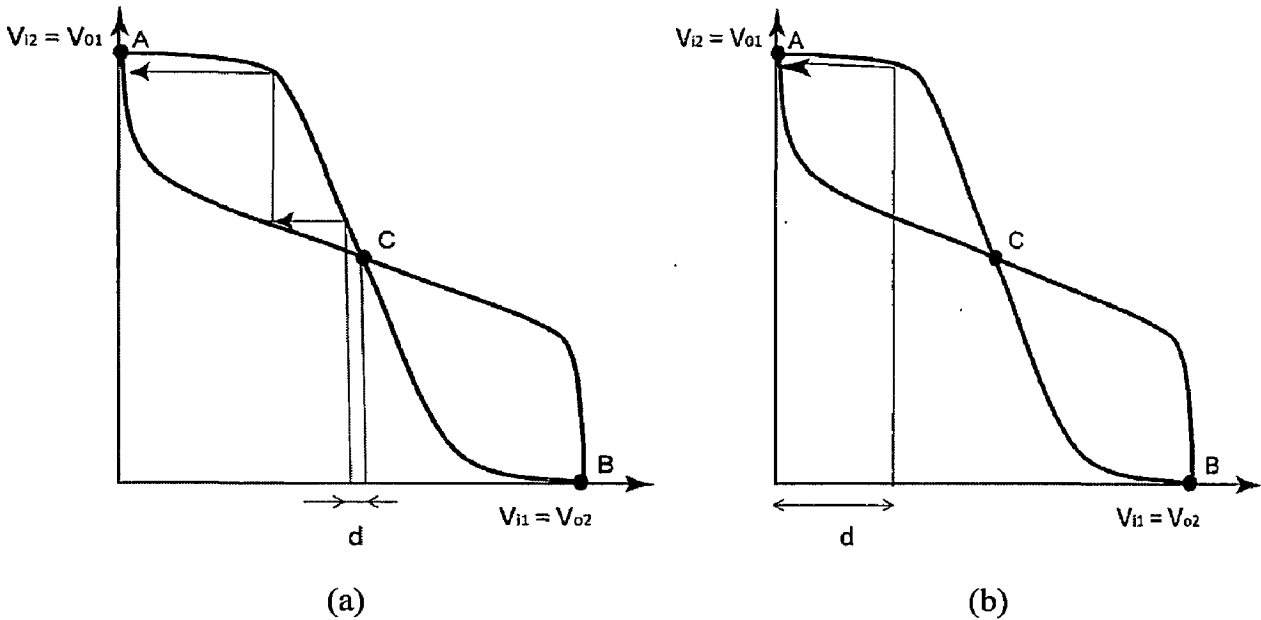 Vi2 = Vo1 A
C
B
Vi1 = Vo2
d
(a)
Vi2 = Vo1 A
C
B
Vi1 = Vo2
d
(b)